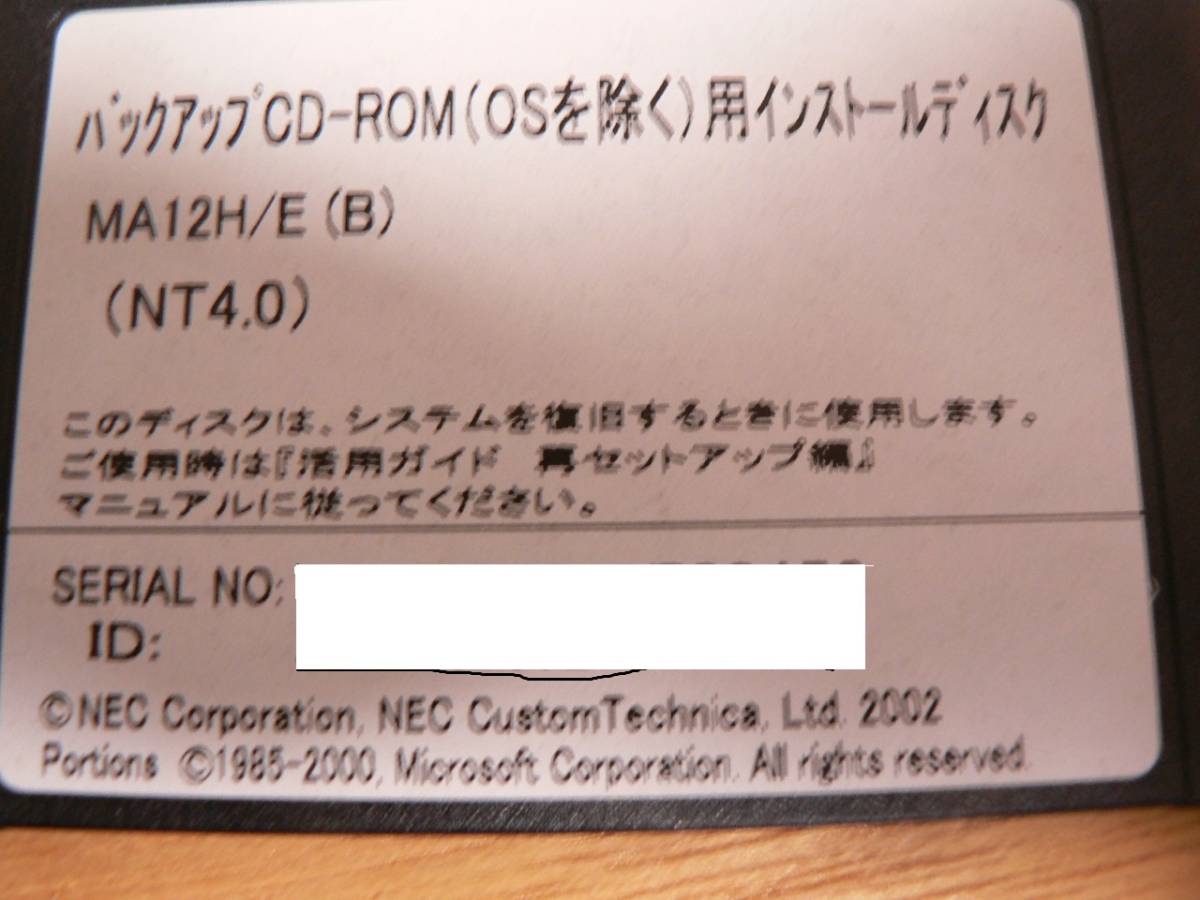 バックアップCD-ROM(OSを除く)用インストールディスク
MA12H/E (B)
(NT4.0)
このディスクは、システムを復旧するときに使用します。
ご使用時は『活用ガイド 再セットアップ編』
マニュアルに従ってください。
SERIAL NO:
ID:
©NEC Corporation, NEC CustomTechnica, Ltd. 2002
Portions ©1985-2000, Microsoft Corporation. All rights reserved.